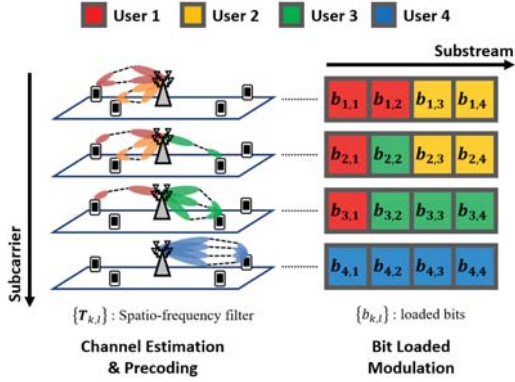 User 1 User 2 User 3 User 4
Substream
Subcarrier
b1,1 b1,2 b1,3 b1,4
b2,1 b2,2 b2,3 b2,4
b3,1 b3,2 b3,3 b3,4
b4,1 b4,2 b4,3 b4,4
{T_{k,l}} : Spatio-frequency filter
{b_{k,l}} : loaded bits
Channel Estimation
& Precoding
Bit Loaded
Modulation